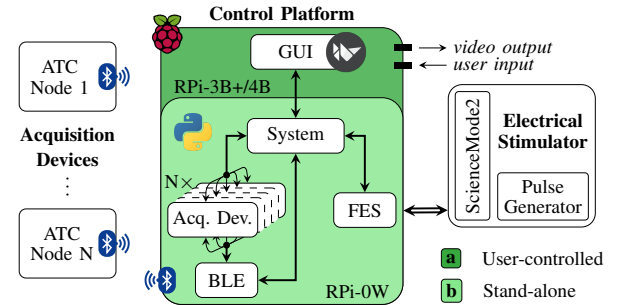 Control Platform
ATC
Node 1
Acquisition
Devices
⋮
ATC
Node N
GUI
RPi-3B+/4B
video output
user input
System
N×
Acq. Dev.
FES
BLE
RPi-0W
ScienceMode2
Electrical
Stimulator
Pulse
Generator
a User-controlled
b Stand-alone